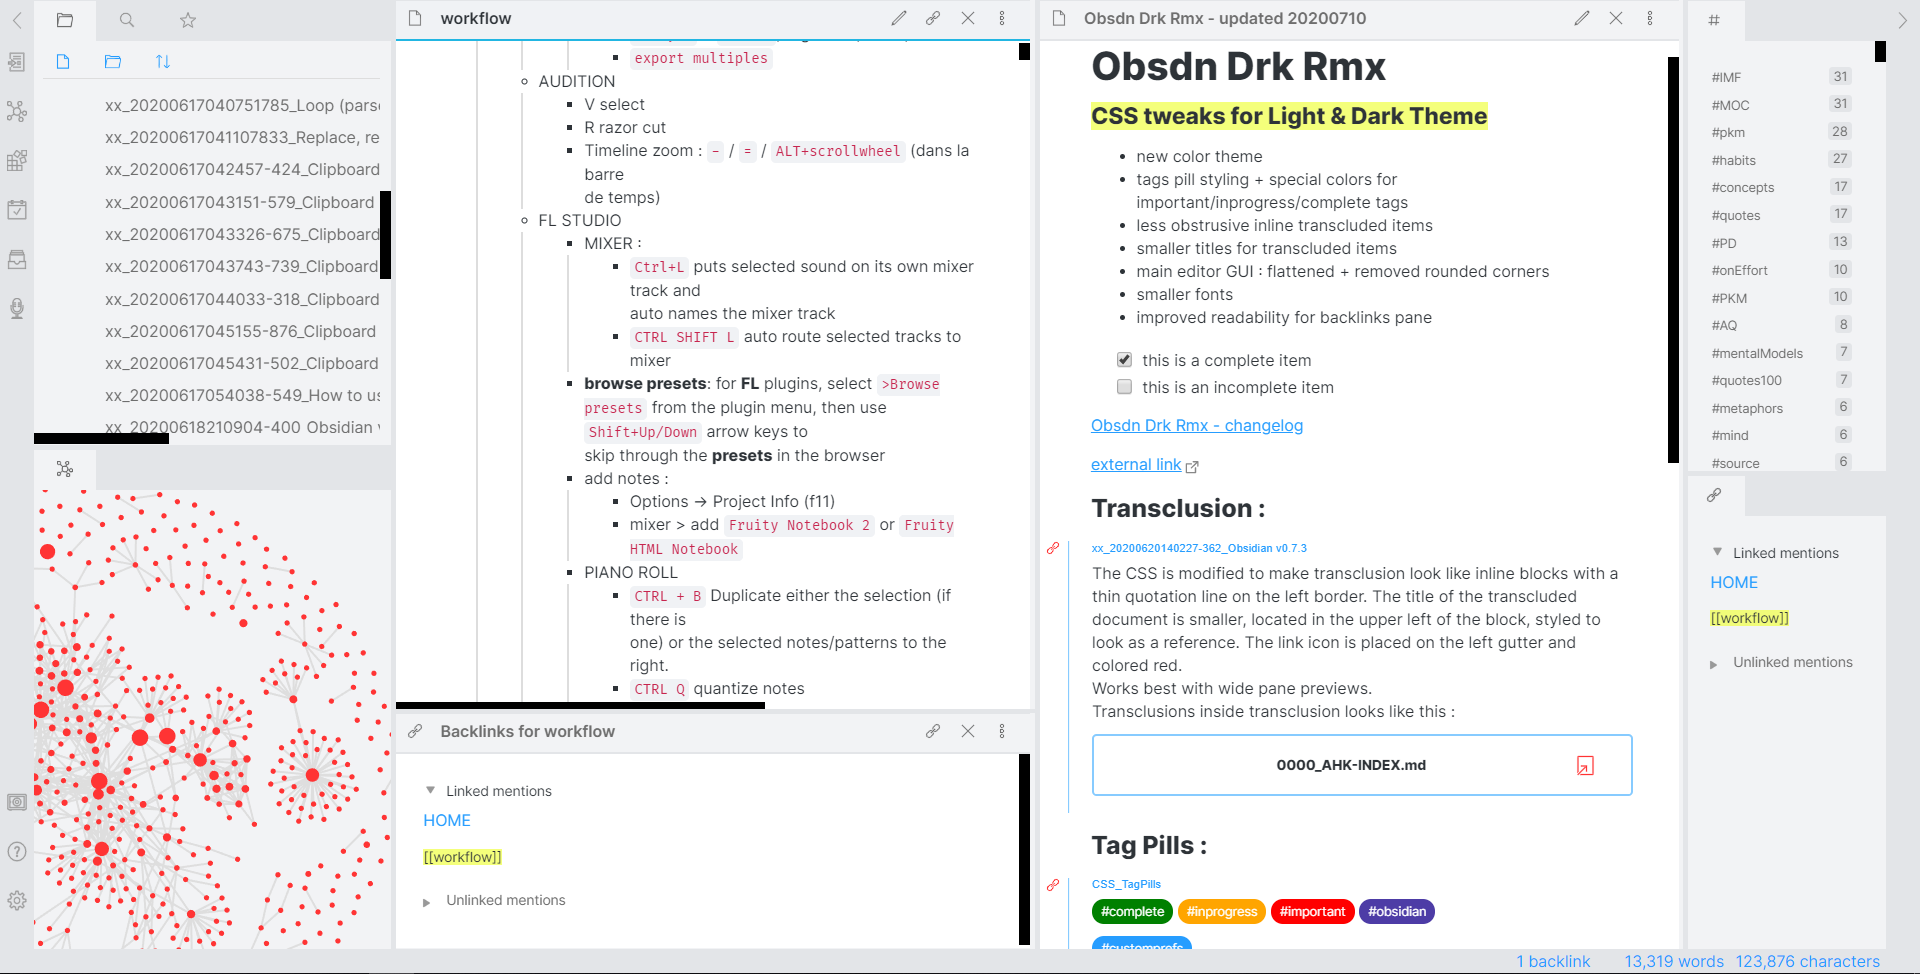 xx_20200617040751785_Loop (pars
xx_20200617041107833_Replace, re
xx_20200617042457-424_Clipboard
xx_20200617043151-579_Clipboard
xx_20200617043326-675_Clipboard
xx_20200617043743-739_Clipboard
xx_20200617044033-318_Clipboard
xx_20200617045155-876_Clipboard
xx_20200617045431-502_Clipboard
xx_20200617054038-549_How to us
xx_20200618210904-400 Obsidian v
workflow
export multiples
AUDITION
V select
R razor cut
Timeline zoom : - / = / ALT+scrollwheel (dans la
barre
de temps)
FL STUDIO
MIXER :
Ctrl+L puts selected sound on its own mixer
track and
auto names the mixer track
CTRL SHIFT L auto route selected tracks to
mixer
browse presets: for FL plugins, select >Browse
presets from the plugin menu, then use
Shift+Up/Down arrow keys to
skip through the presets in the browser
add notes :
Options → Project Info (f11)
mixer > add Fruity Notebook 2 or Fruity
HTML Notebook
PIANO ROLL
CTRL + B Duplicate either the selection (if
there is
one) or the selected notes/patterns to the
right.
CTRL Q quantize notes
Backlinks for workflow
Linked mentions
HOME
[[workflow]]
Unlinked mentions
Obsdn Drk Rmx - updated 20200710
Obsdn Drk Rmx
CSS tweaks for Light & Dark Theme
new color theme
tags pill styling + special colors for
important/inprogress/complete tags
less obstrusive inline transcluded items
smaller titles for transcluded items
main editor GUI : flattened + removed rounded corners
smaller fonts
improved readability for backlinks pane
this is a complete item
this is an incomplete item
Obsdn Drk Rmx - changelog
external link
Transclusion :
xx_20200620140227-362_Obsidian v0.7.3
The CSS is modified to make transclusion look like inline blocks with a
thin quotation line on the left border. The title of the transcluded
document is smaller, located in the upper left of the block, styled to
look as a reference. The link icon is placed on the left gutter and
colored red.
Works best with wide pane previews.
Transclusions inside transclusion looks like this :
0000_AHK-INDEX.md
Tag Pills :
CSS_TagPills
#complete #inprogress #important #obsidian
#customprefs
#
#IMF 31
#MOC 31
#pkm 28
#habits 27
#concepts 17
#quotes 17
#PD 13
#onEffort 10
#PKM 10
#AQ 8
#mentalModels 7
#quotes100 7
#metaphors 6
#mind 6
#source 6
Linked mentions
HOME
[[workflow]]
Unlinked mentions
1 backlink 13,319 words 123,876 characters